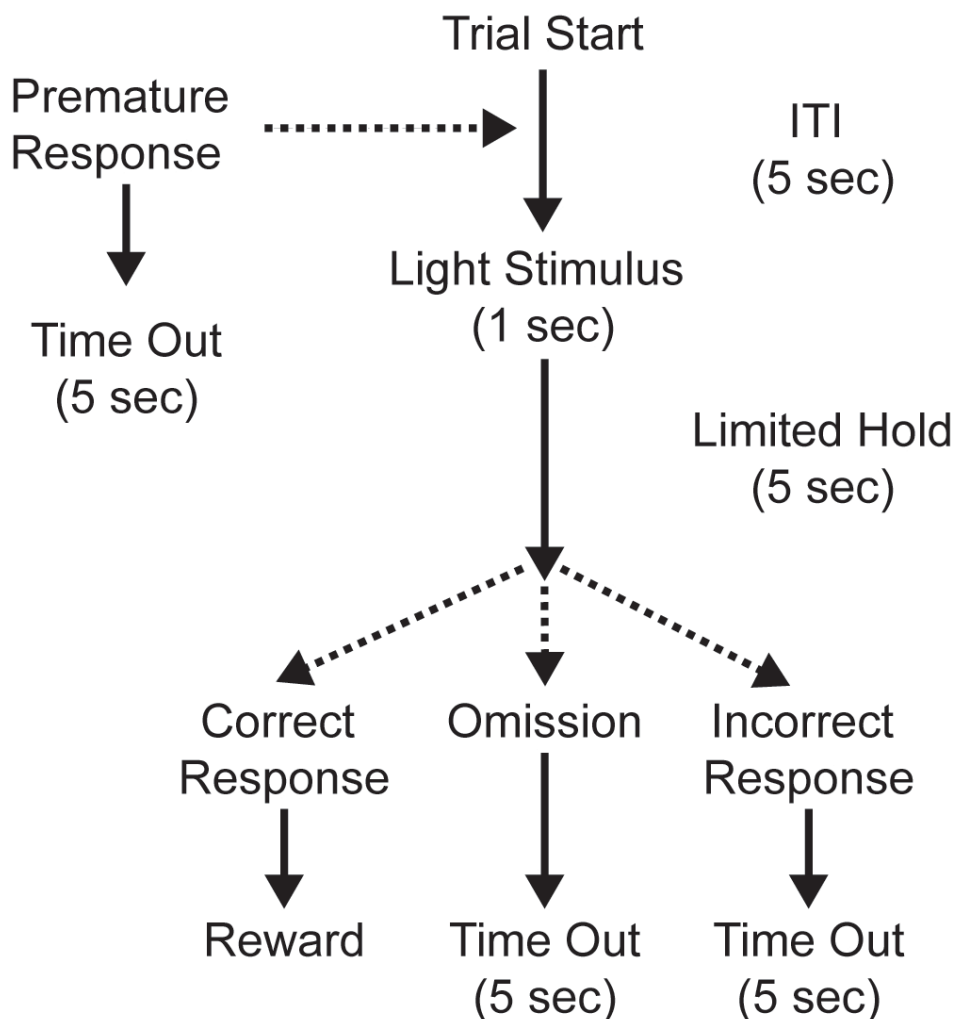 Trial Start
Premature
Response
ITI
(5 sec)
Light Stimulus
(1 sec)
Time Out
(5 sec)
Limited Hold
(5 sec)
Correct
Response
Omission
Incorrect
Response
Reward
Time Out
(5 sec)
Time Out
(5 sec)